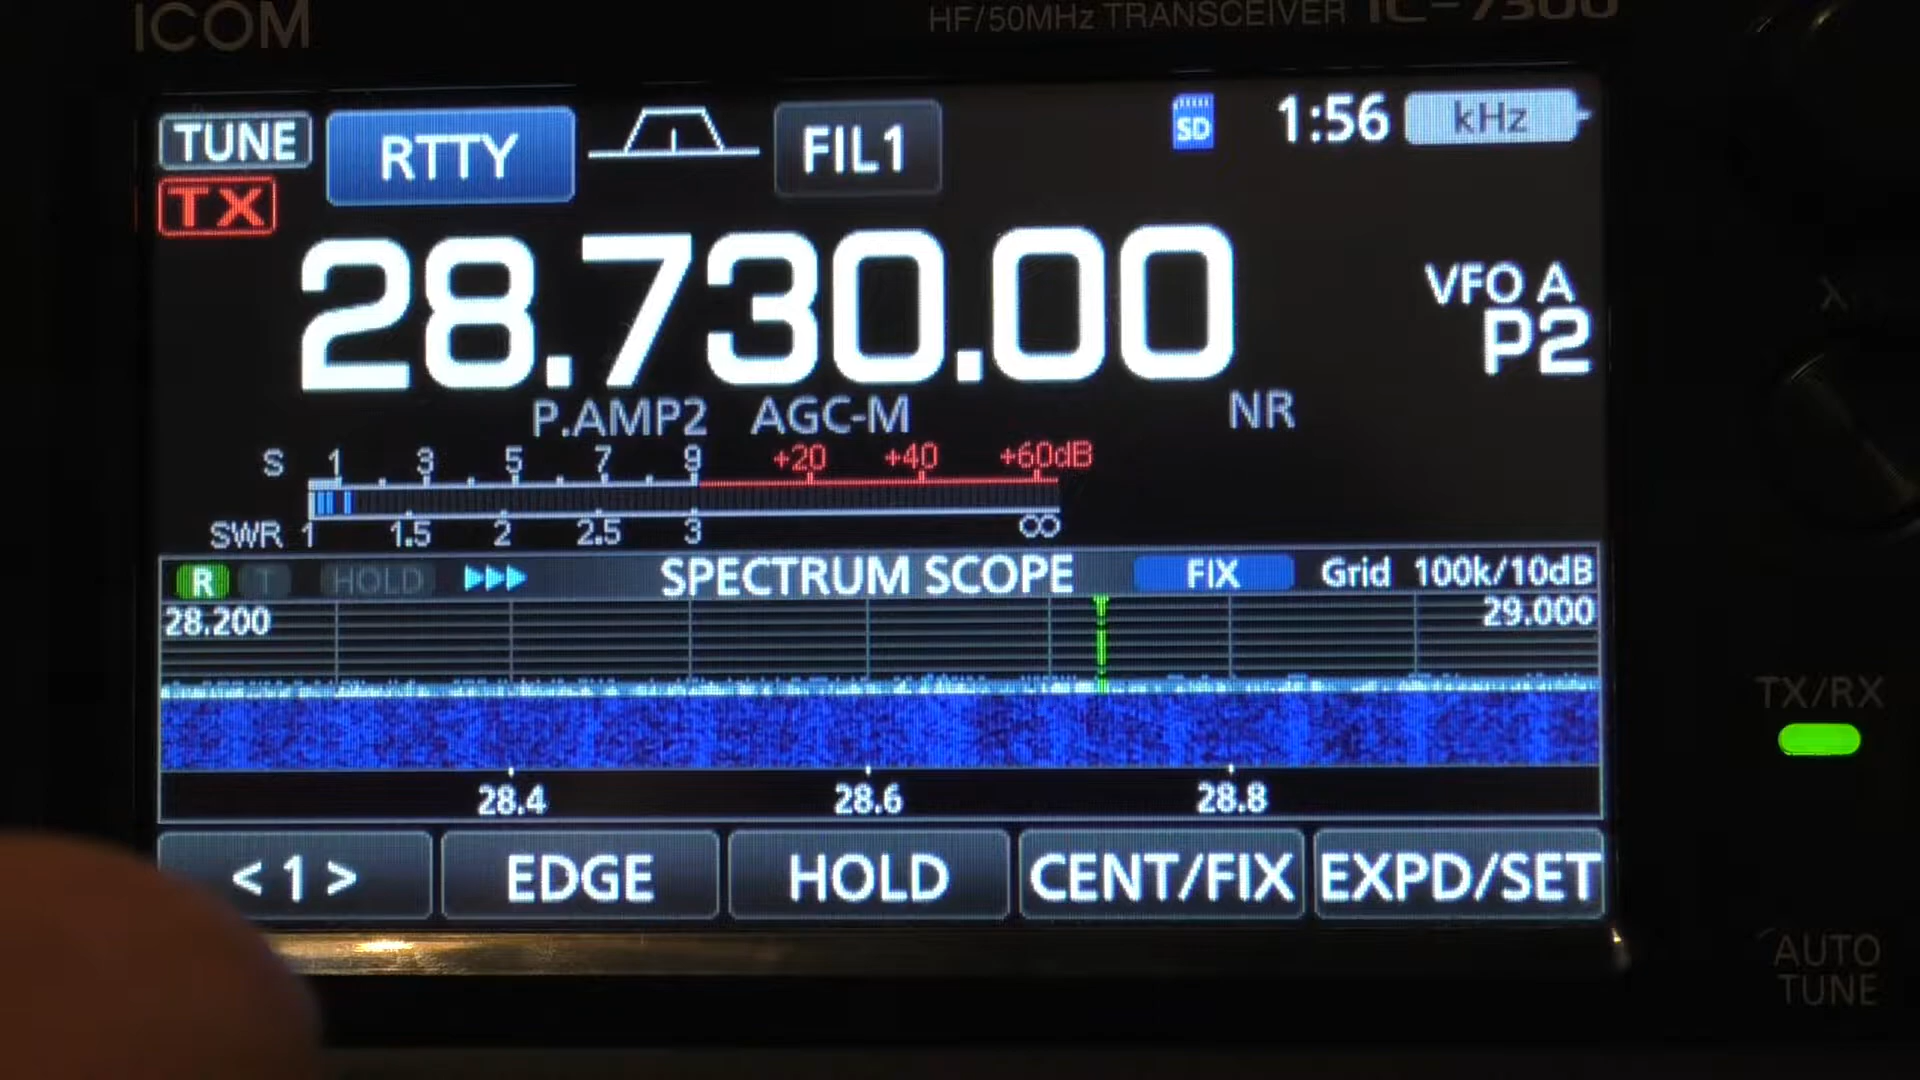 ICOM
HF/50MHz TRANSCEIVER IC-7300
TUNE RTTY FIL1 SD 1:56 kHz
TX
28.730.00
VFO A
P2
P.AMP2 AGC-M NR
S 1 3 5 7 9 +20 +40 +60dB
SWR 1 1.5 2 2.5 3 ∞
R T HOLD SPECTRUM SCOPE FIX Grid 100k/10dB
28.200 29.000
28.4 28.6 28.8
< 1 > EDGE HOLD CENT/FIX EXPD/SET
TX/RX
AUTO
TUNE